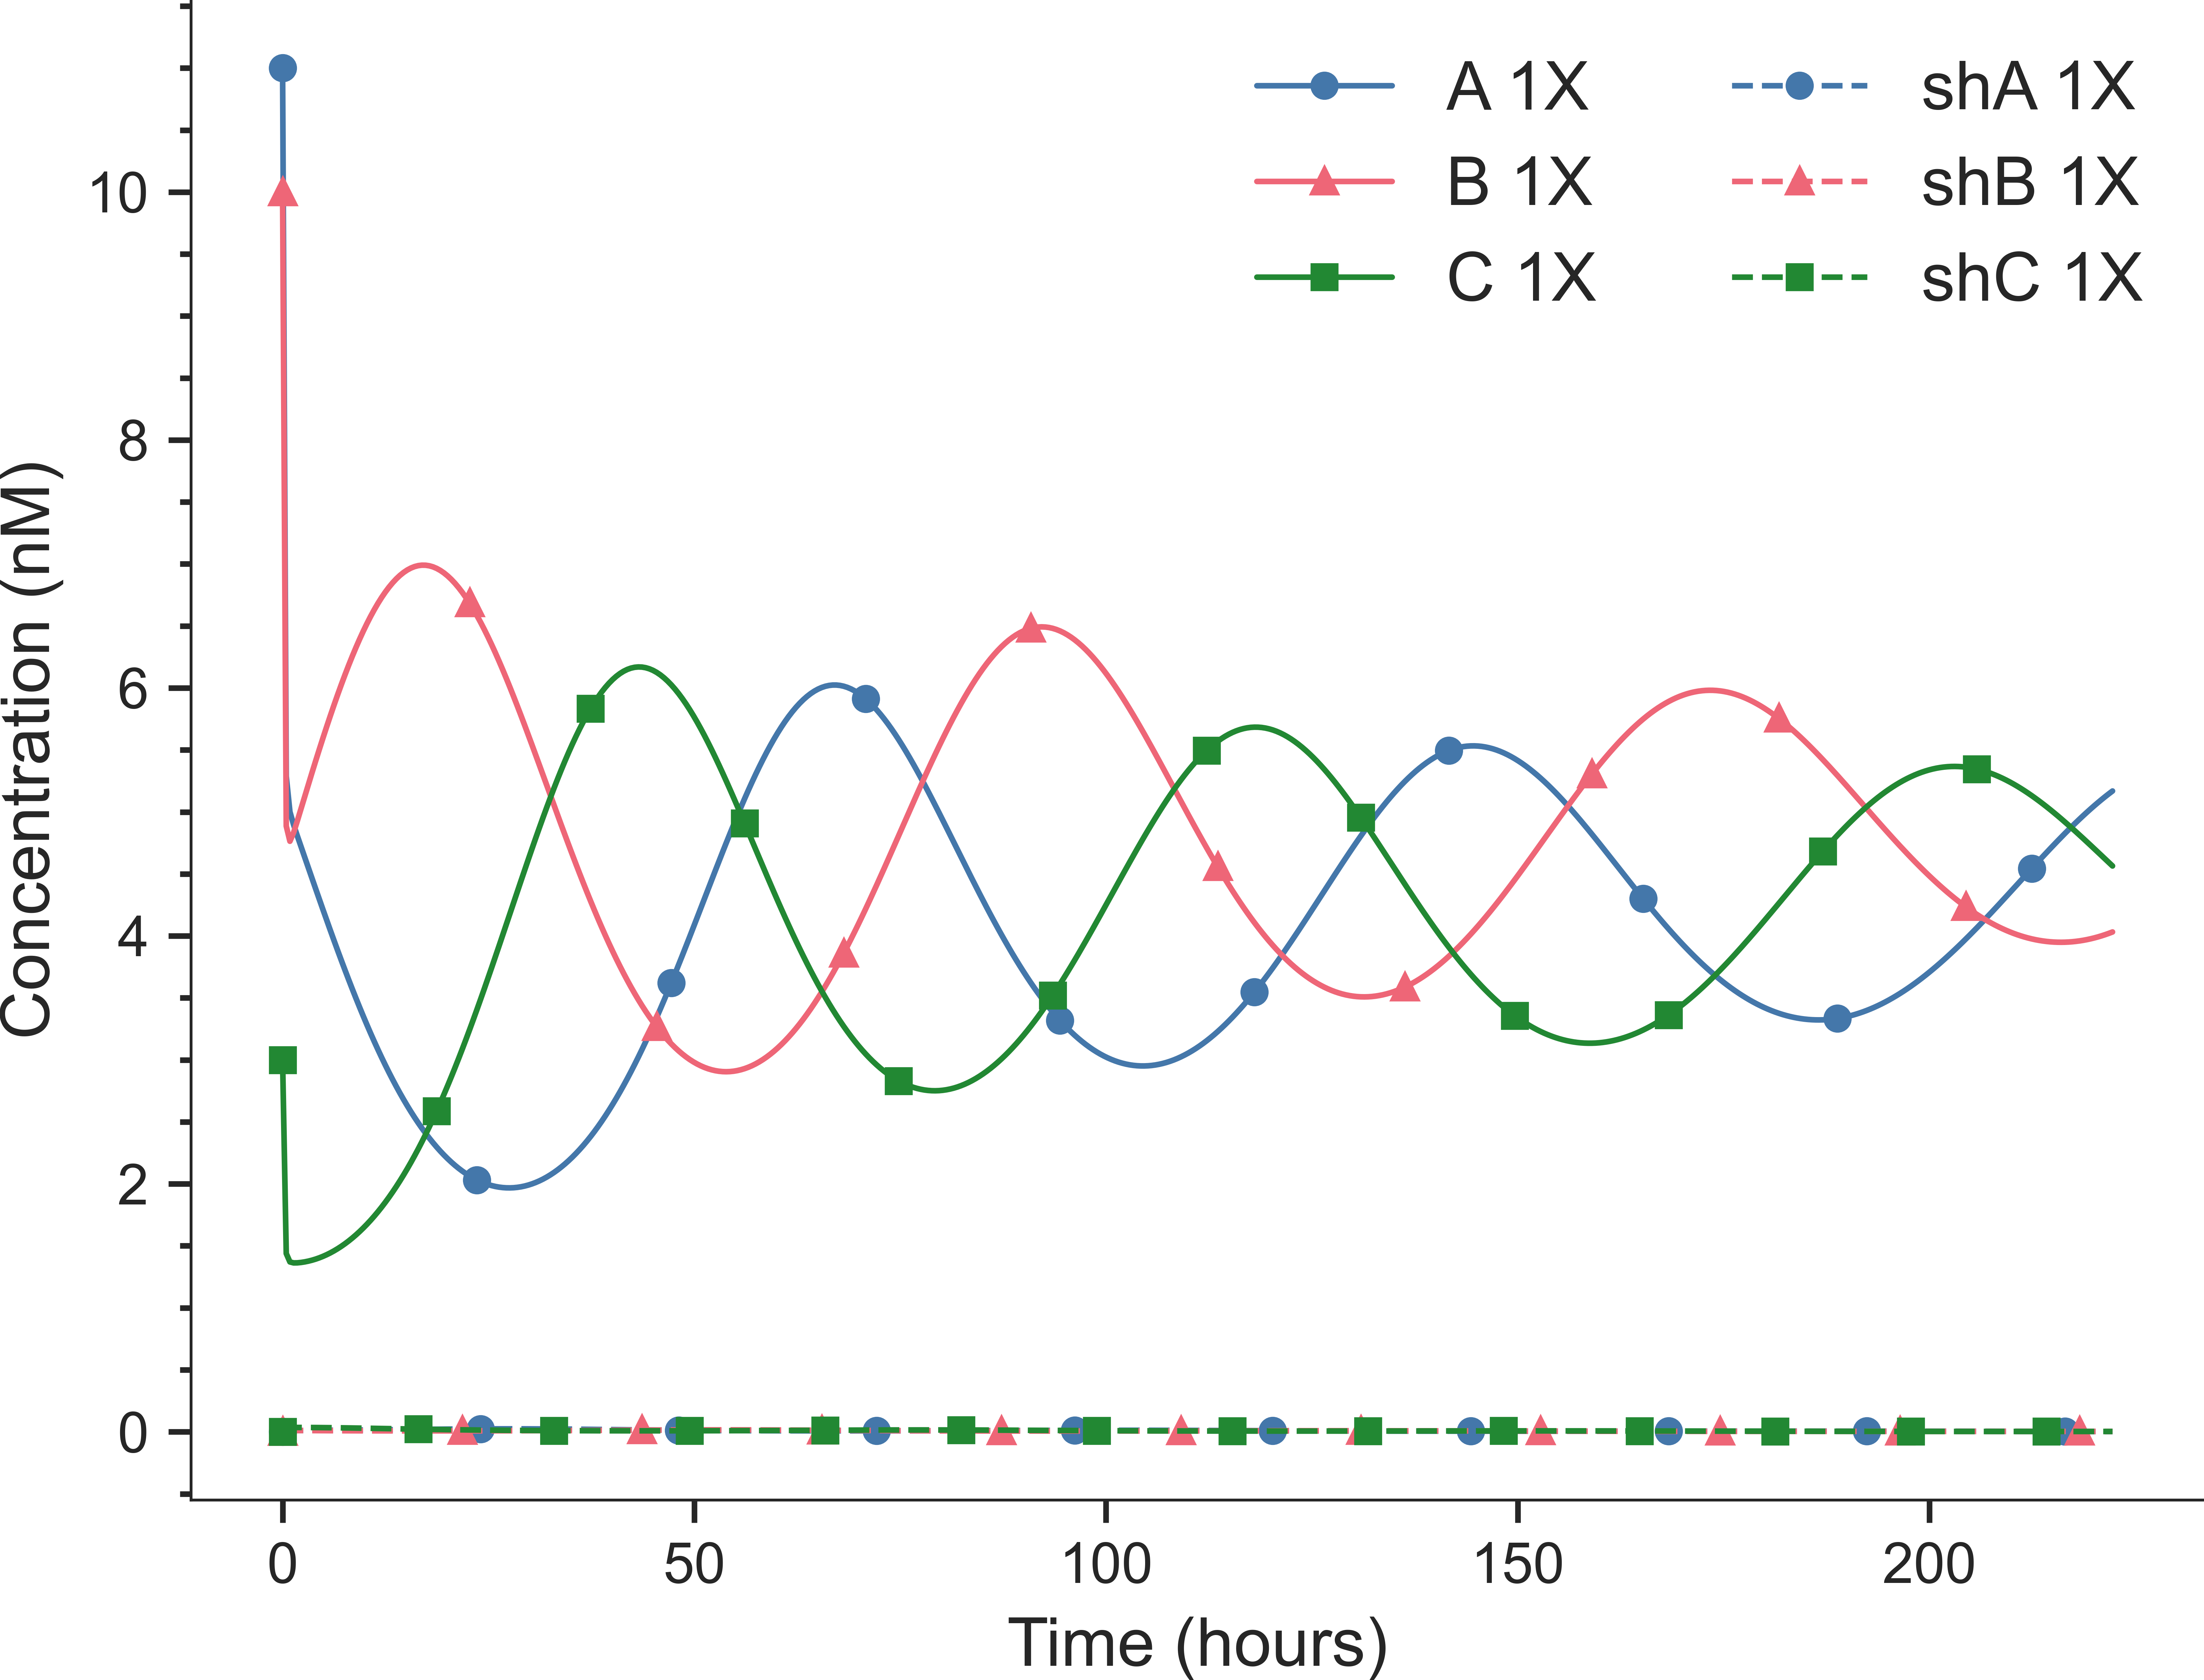 A 1X
shA 1X
B 1X
shB 1X
C 1X
shC 1X
Concentration (nM)
10
8
6
4
2
0
0
50
100
150
200
Time (hours)